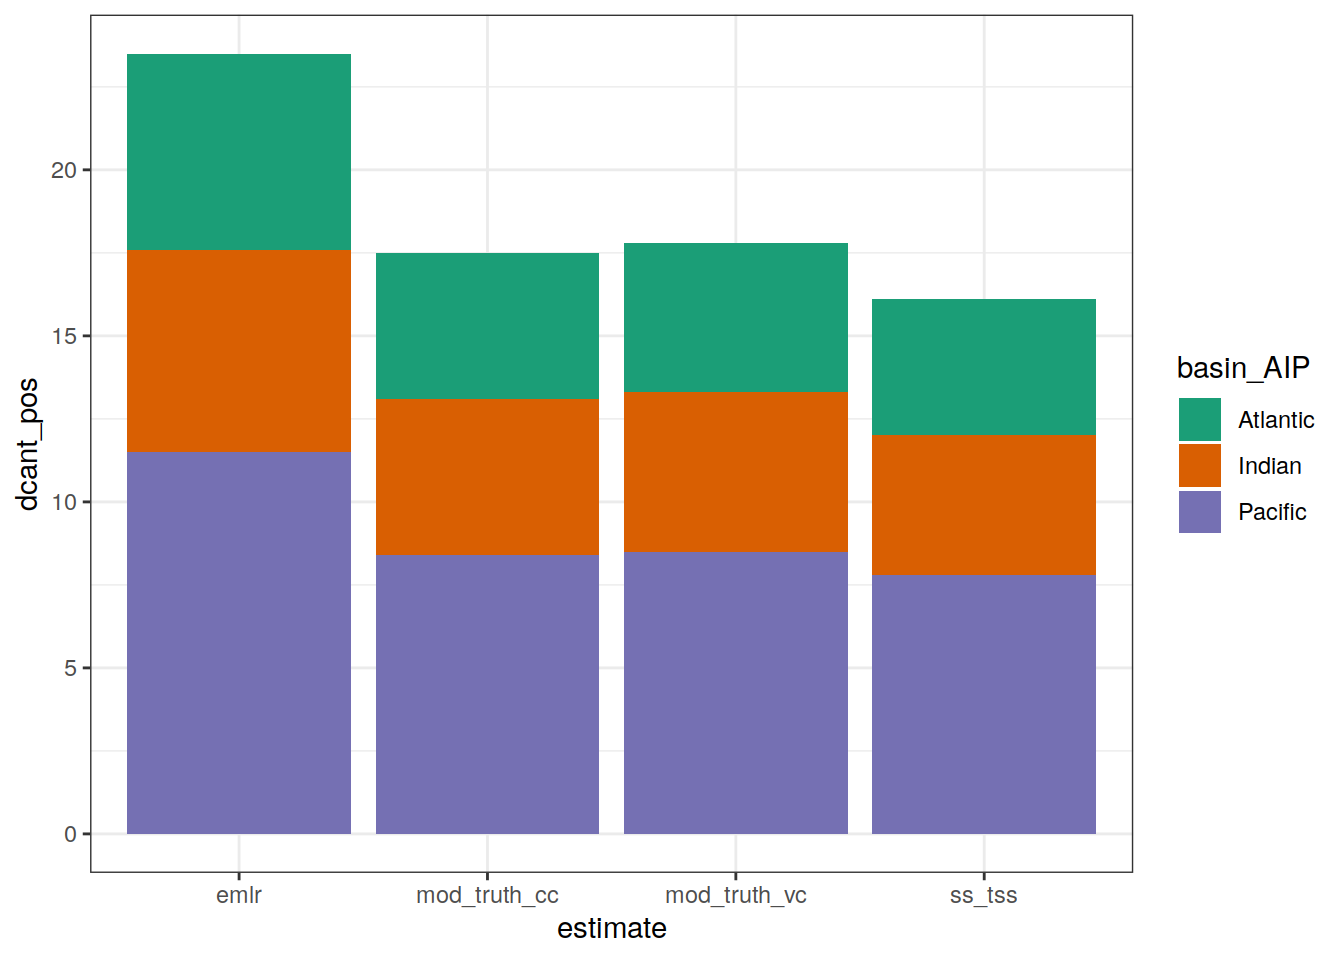 20
15
10
5
0
dcant_pos
emlr
mod_truth_cc
mod_truth_vc
ss_tss
estimate
basin_AIP
Atlantic
Indian
Pacific